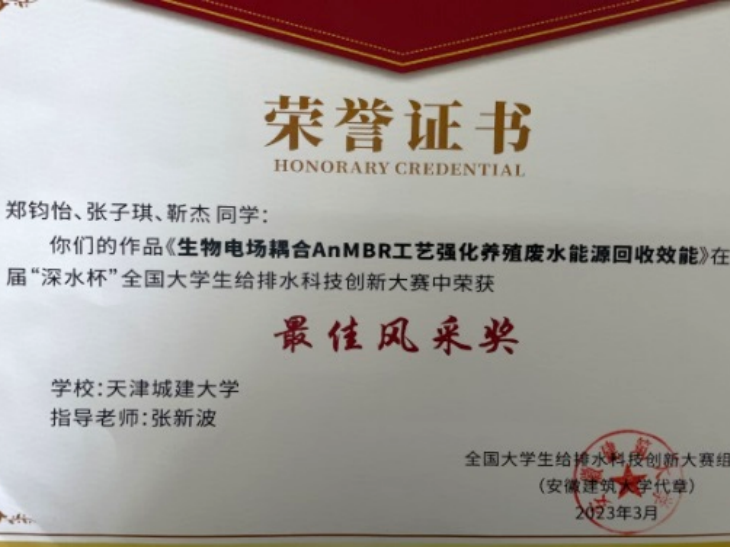 荣誉证书
HONORARY CREDENTIAL
郑钧怡、张子琪、靳杰 同学:
你们的作品《生物电场耦合AnMBR工艺强化养殖废水能源回收效能》在
届“深水杯”全国大学生给排水科技创新大赛中荣获
最佳风采奖
学校:天津城建大学
指导老师:张新波
全国大学生给排水科技创新大赛组
(安徽建筑大学代章)
2023年3月